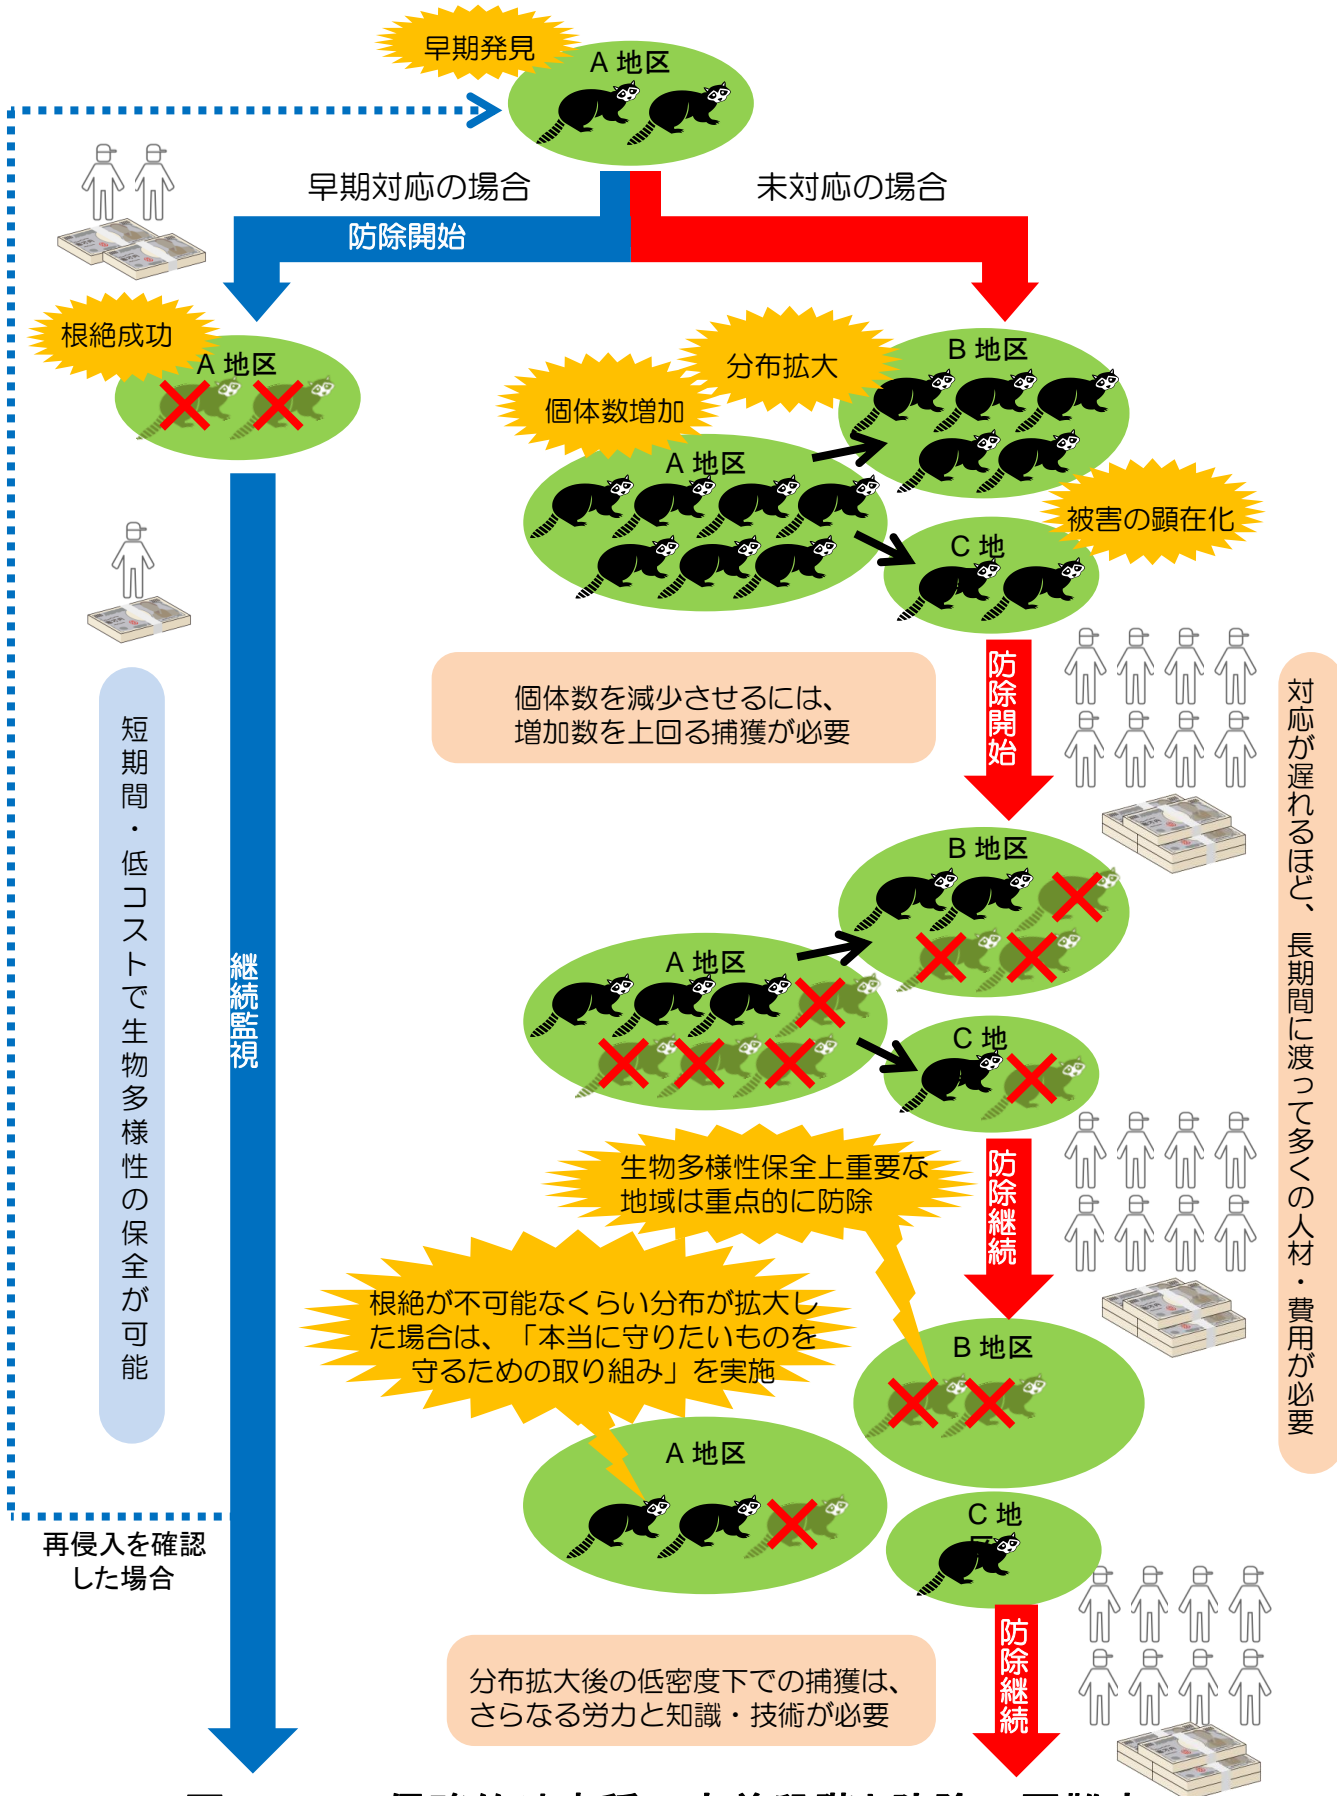 早期発見
A 地区
早期対応の場合
未対応の場合
防除開始
根絶成功
A 地区
分布拡大
B 地区
個体数増加
A 地区
被害の顕在化
C 地
防除開始
個体数を減少させるには、
増加数を上回る捕獲が必要
対応が遅れるほど、長期間に渡って多くの人材・費用が必要
短期間・低コストで生物多様性の保全が可能
継続監視
B 地区
A 地区
C 地
防除継続
生物多様性保全上重要な
地域は重点的に防除
根絶が不可能なくらい分布が拡大し
た場合は、「本当に守りたいものを
守るための取り組み」を実施
B 地区
A 地区
C 地
再侵入を確認
した場合
防除継続
分布拡大後の低密度下での捕獲は、
さらなる労力と知識・技術が必要